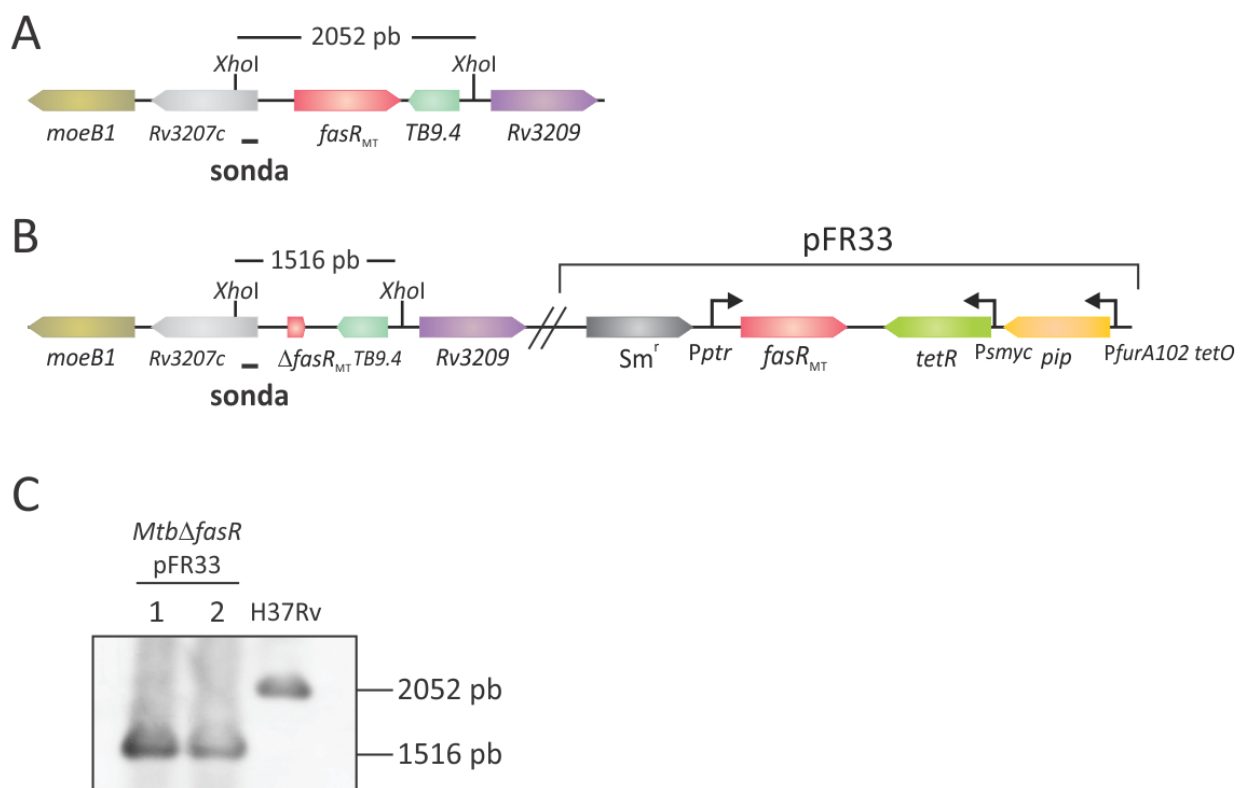 A
2052 pb
XhoI XhoI
moeB1 Rv3207c fasRMT TB9.4 Rv3209
sonda
B
pFR33
1516 pb
XhoI XhoI
moeB1 Rv3207c ΔfasRMT TB9.4 Rv3209 Smʳ Pptr fasRMT tetR Psmyc pip PfurA102 tetO
sonda
C
MtbΔfasR
pFR33
1 2 H37Rv
2052 pb
1516 pb